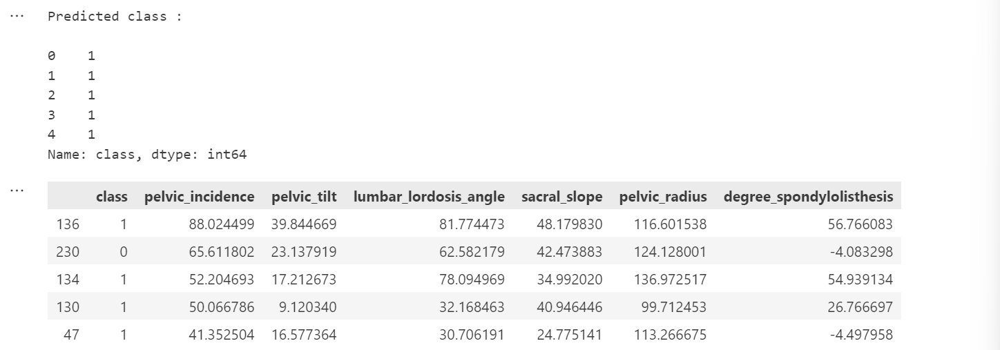 ... Predicted class :
0 1
1 1
2 1
3 1
4 1
Name: class, dtype: int64
...
class pelvic_incidence pelvic_tilt lumbar_lordosis_angle sacral_slope pelvic_radius degree_spondylolisthesis
136 1 88.024499 39.844669 81.774473 48.179830 116.601538 56.766083
230 0 65.611802 23.137919 62.582179 42.473883 124.128001 -4.083298
134 1 52.204693 17.212673 78.094969 34.992020 136.972517 54.939134
130 1 50.066786 9.120340 32.168463 40.946446 99.712453 26.766697
47 1 41.352504 16.577364 30.706191 24.775141 113.266675 -4.497958